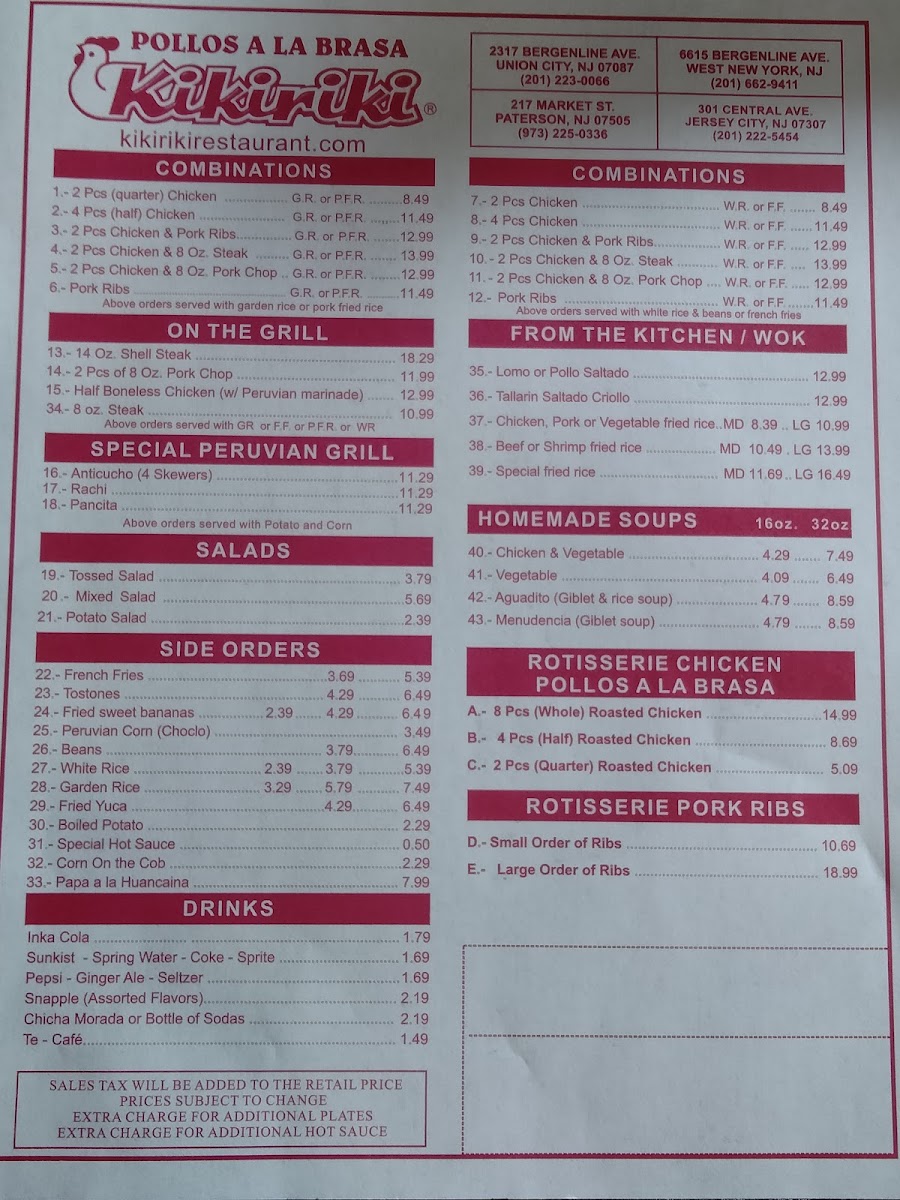 POLLOS A LA BRASA
Kikiriki®
kikirikirestaurant.com
2317 BERGENLINE AVE.
UNION CITY, NJ 07087
(201) 223-0066
6615 BERGENLINE AVE.
WEST NEW YORK, NJ
(201) 662-9411
217 MARKET ST.
PATERSON, NJ 07505
(973) 225-0336
301 CENTRAL AVE.
JERSEY CITY, NJ 07307
(201) 222-5454
COMBINATIONS
1.- 2 Pcs (quarter) Chicken ................ G.R. or P.F.R. ........ 8.49
2.- 4 Pcs (half) Chicken ................ G.R. or P.F.R. ........ 11.49
3.- 2 Pcs Chicken & Pork Ribs............. G.R. or P.F.R. ....... 12.99
4.- 2 Pcs Chicken & 8 Oz. Steak ........ G.R. or P.F.R. ....... 13.99
5.- 2 Pcs Chicken & 8 Oz. Pork Chop .. G.R. or P.F.R. ....... 12.99
6.- Pork Ribs ................ G.R. or P.F.R. ........ 11.49
Above orders served with garden rice or pork fried rice
ON THE GRILL
13.- 14 Oz. Shell Steak ................ 18.29
14.- 2 Pcs of 8 Oz. Pork Chop ................ 11.99
15.- Half Boneless Chicken (w/ Peruvian marinade) ...... 12.99
34.- 8 oz. Steak ................ 10.99
Above orders served with GR or F.F. or P.F.R. or WR
SPECIAL PERUVIAN GRILL
16.- Anticucho (4 Skewers) ................ 11.29
17.- Rachi ................ 11.29
18.- Pancita ................ 11.29
Above orders served with Potato and Corn
SALADS
19.- Tossed Salad ................ 3.79
20.- Mixed Salad ................ 5.69
21.- Potato Salad ................ 2.39
SIDE ORDERS
22.- French Fries ................ 3.69 ........ 5.39
23.- Tostones ................ 4.29 ........ 6.49
24.- Fried sweet bananas ........ 2.39 ........ 4.29 ........ 6.49
25.- Peruvian Corn (Choclo) ................ 3.49
26.- Beans ................ 3.79 ........ 6.49
27.- White Rice ........ 2.39 ........ 3.79 ........ 5.39
28.- Garden Rice ........ 3.29 ........ 5.79 ........ 7.49
29.- Fried Yuca ................ 4.29 ........ 6.49
30.- Boiled Potato ................ 2.29
31.- Special Hot Sauce ................ 0.50
32.- Corn On the Cob ................ 2.29
33.- Papa a la Huancaina ................ 7.99
DRINKS
Inka Cola ................ 1.79
Sunkist - Spring Water - Coke - Sprite ................ 1.69
Pepsi - Ginger Ale - Seltzer ................ 1.69
Snapple (Assorted Flavors)................ 2.19
Chicha Morada or Bottle of Sodas ................ 2.19
Te - Café................ 1.49
SALES TAX WILL BE ADDED TO THE RETAIL PRICE
PRICES SUBJECT TO CHANGE
EXTRA CHARGE FOR ADDITIONAL PLATES
EXTRA CHARGE FOR ADDITIONAL HOT SAUCE
COMBINATIONS
7.- 2 Pcs Chicken ................ W.R. or F.F. ....... 8.49
8.- 4 Pcs Chicken ................ W.R. or F.F. ...... 11.49
9.- 2 Pcs Chicken & Pork Ribs................ W.R. or F.F. ...... 12.99
10.- 2 Pcs Chicken & 8 Oz. Steak ........... W.R. or F.F. .... 13.99
11.- 2 Pcs Chicken & 8 Oz. Pork Chop .... W.R. or F.F. ...... 12.99
12.- Pork Ribs ................ W.R. or F.F. ....... 11.49
Above orders served with white rice & beans or french fries
FROM THE KITCHEN / WOK
35.- Lomo or Pollo Saltado ................ 12.99
36.- Tallarin Saltado Criollo ................ 12.99
37.- Chicken, Pork or Vegetable fried rice.. MD 8.39 .. LG 10.99
38.- Beef or Shrimp fried rice ................ MD 10.49 . LG 13.99
39.- Special fried rice ................ MD 11.69 .. LG 16.49
HOMEMADE SOUPS 16oz. 32oz
40.- Chicken & Vegetable ................ 4.29 ....... 7.49
41.- Vegetable ................ 4.09 ....... 6.49
42.- Aguadito (Giblet & rice soup) ................ 4.79 ....... 8.59
43.- Menudencia (Giblet soup) ................ 4.79 ....... 8.59
ROTISSERIE CHICKEN
POLLOS A LA BRASA
A.- 8 Pcs (Whole) Roasted Chicken ................ 14.99
B.- 4 Pcs (Half) Roasted Chicken ................ 8.69
C.- 2 Pcs (Quarter) Roasted Chicken ................ 5.09
ROTISSERIE PORK RIBS
D.- Small Order of Ribs ................ 10.69
E.- Large Order of Ribs ................ 18.99